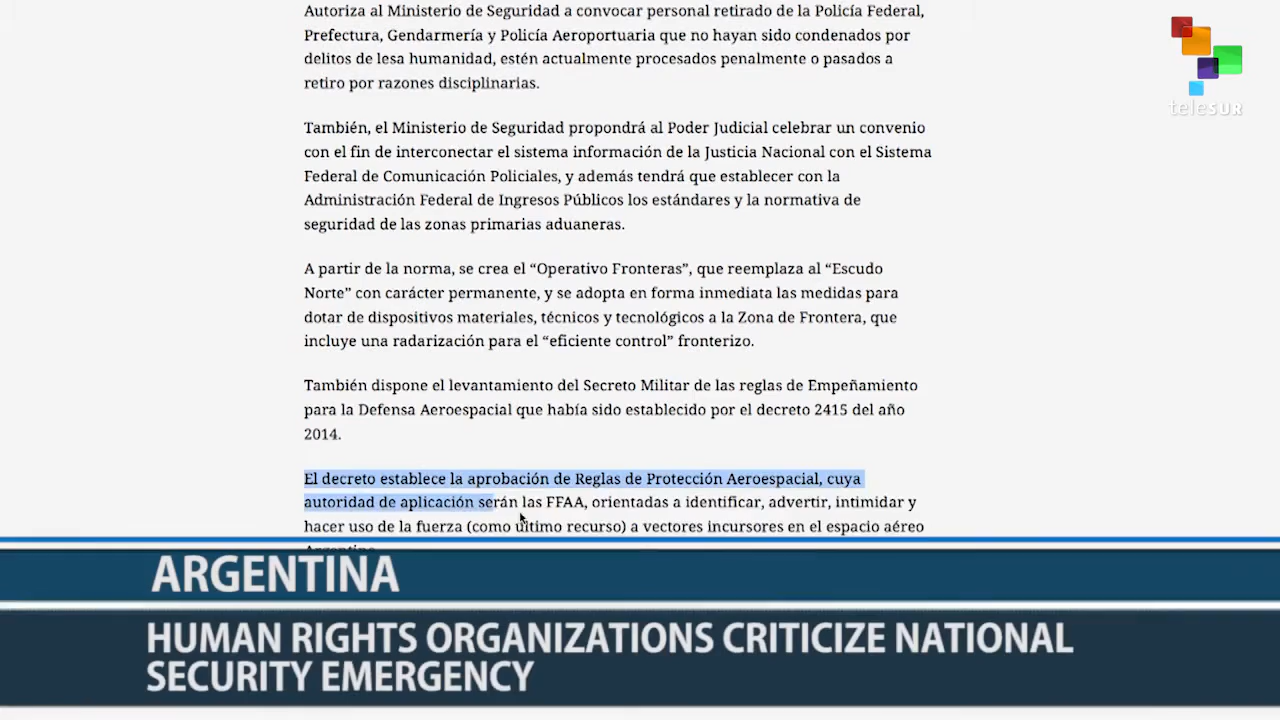 Autoriza al Ministerio de Seguridad a convocar personal retirado de la Policía Federal,
Prefectura, Gendarmería y Policía Aeroportuaria que no hayan sido condenados por
delitos de lesa humanidad, estén actualmente procesados penalmente o pasados a
retiro por razones disciplinarias.
También, el Ministerio de Seguridad propondrá al Poder Judicial celebrar un convenio
con el fin de interconectar el sistema información de la Justicia Nacional con el Sistema
Federal de Comunicación Policiales, y además tendrá que establecer con la
Administración Federal de Ingresos Públicos los estándares y la normativa de
seguridad de las zonas primarias aduaneras.
A partir de la norma, se crea el “Operativo Fronteras”, que reemplaza al “Escudo
Norte” con carácter permanente, y se adopta en forma inmediata las medidas para
dotar de dispositivos materiales, técnicos y tecnológicos a la Zona de Frontera, que
incluye una radarización para el “eficiente control” fronterizo.
También dispone el levantamiento del Secreto Militar de las reglas de Empeñamiento
para la Defensa Aeroespacial que había sido establecido por el decreto 2415 del año
2014.
El decreto establece la aprobación de Reglas de Protección Aeroespacial, cuya
autoridad de aplicación serán las FFAA, orientadas a identificar, advertir, intimidar y
hacer uso de la fuerza (como último recurso) a vectores incursores en el espacio aéreo
Argentino
teleSUR
ARGENTINA
HUMAN RIGHTS ORGANIZATIONS CRITICIZE NATIONAL
SECURITY EMERGENCY